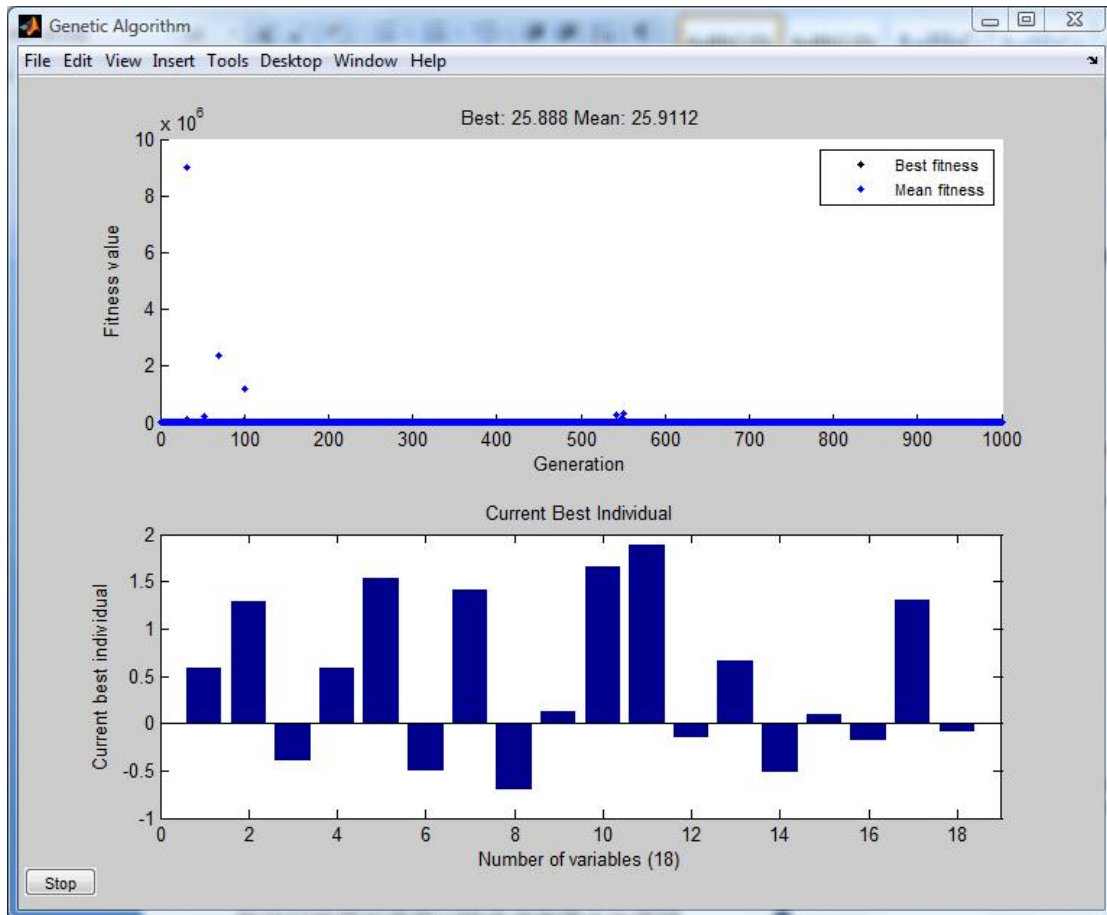 Genetic Algorithm
File Edit View Insert Tools Desktop Window Help
x 10^6
Best: 25.888 Mean: 25.9112
10
8
6
4
2
0
Fitness value
Best fitness
Mean fitness
0 100 200 300 400 500 600 700 800 900 1000
Generation
Current Best Individual
2
1.5
1
0.5
0
-0.5
-1
Current best individual
0 2 4 6 8 10 12 14 16 18
Number of variables (18)
Stop